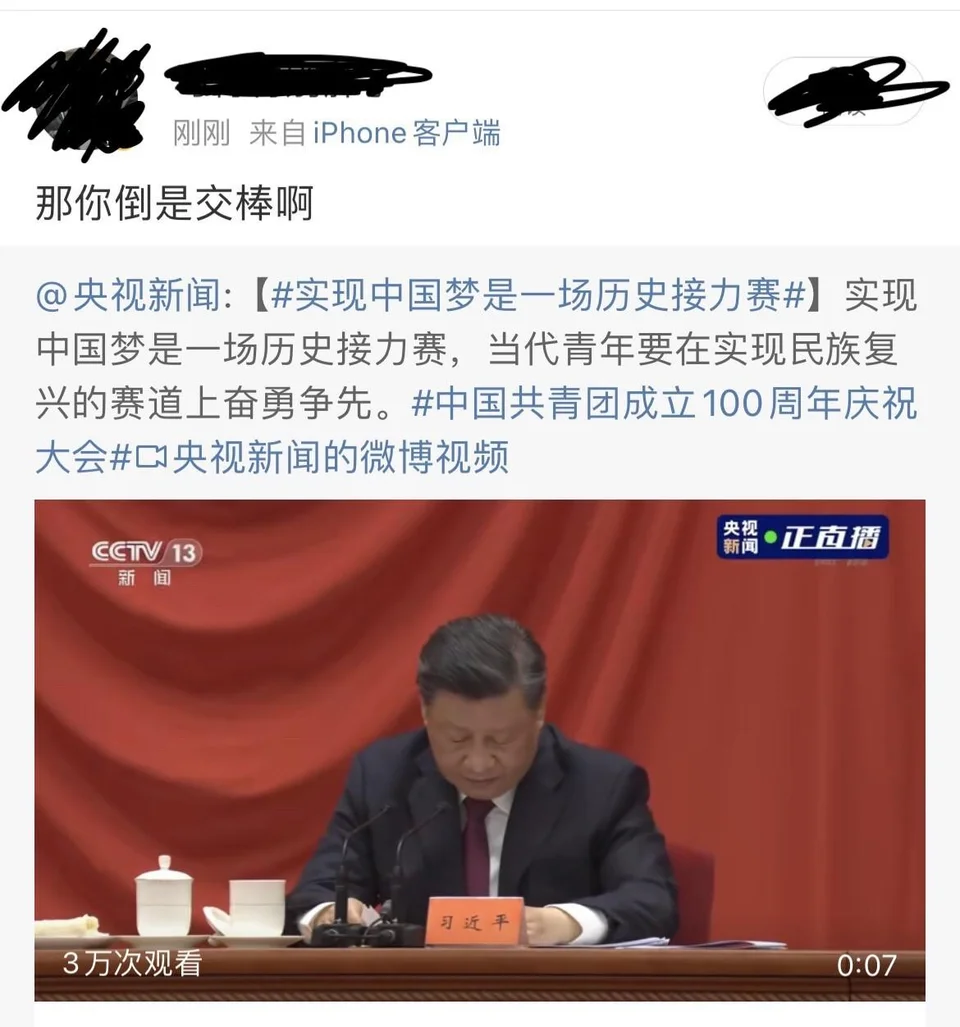 刚刚 来自 iPhone客户端
那你倒是交棒啊
@央视新闻:【#实现中国梦是一场历史接力赛#】实现
中国梦是一场历史接力赛，当代青年要在实现民族复
兴的赛道上奋勇争先。#中国共青团成立100周年庆祝
大会#央视新闻的微博视频
CCTV 13
新闻
央视
新闻
正直播
习近平
3万次观看
0:07